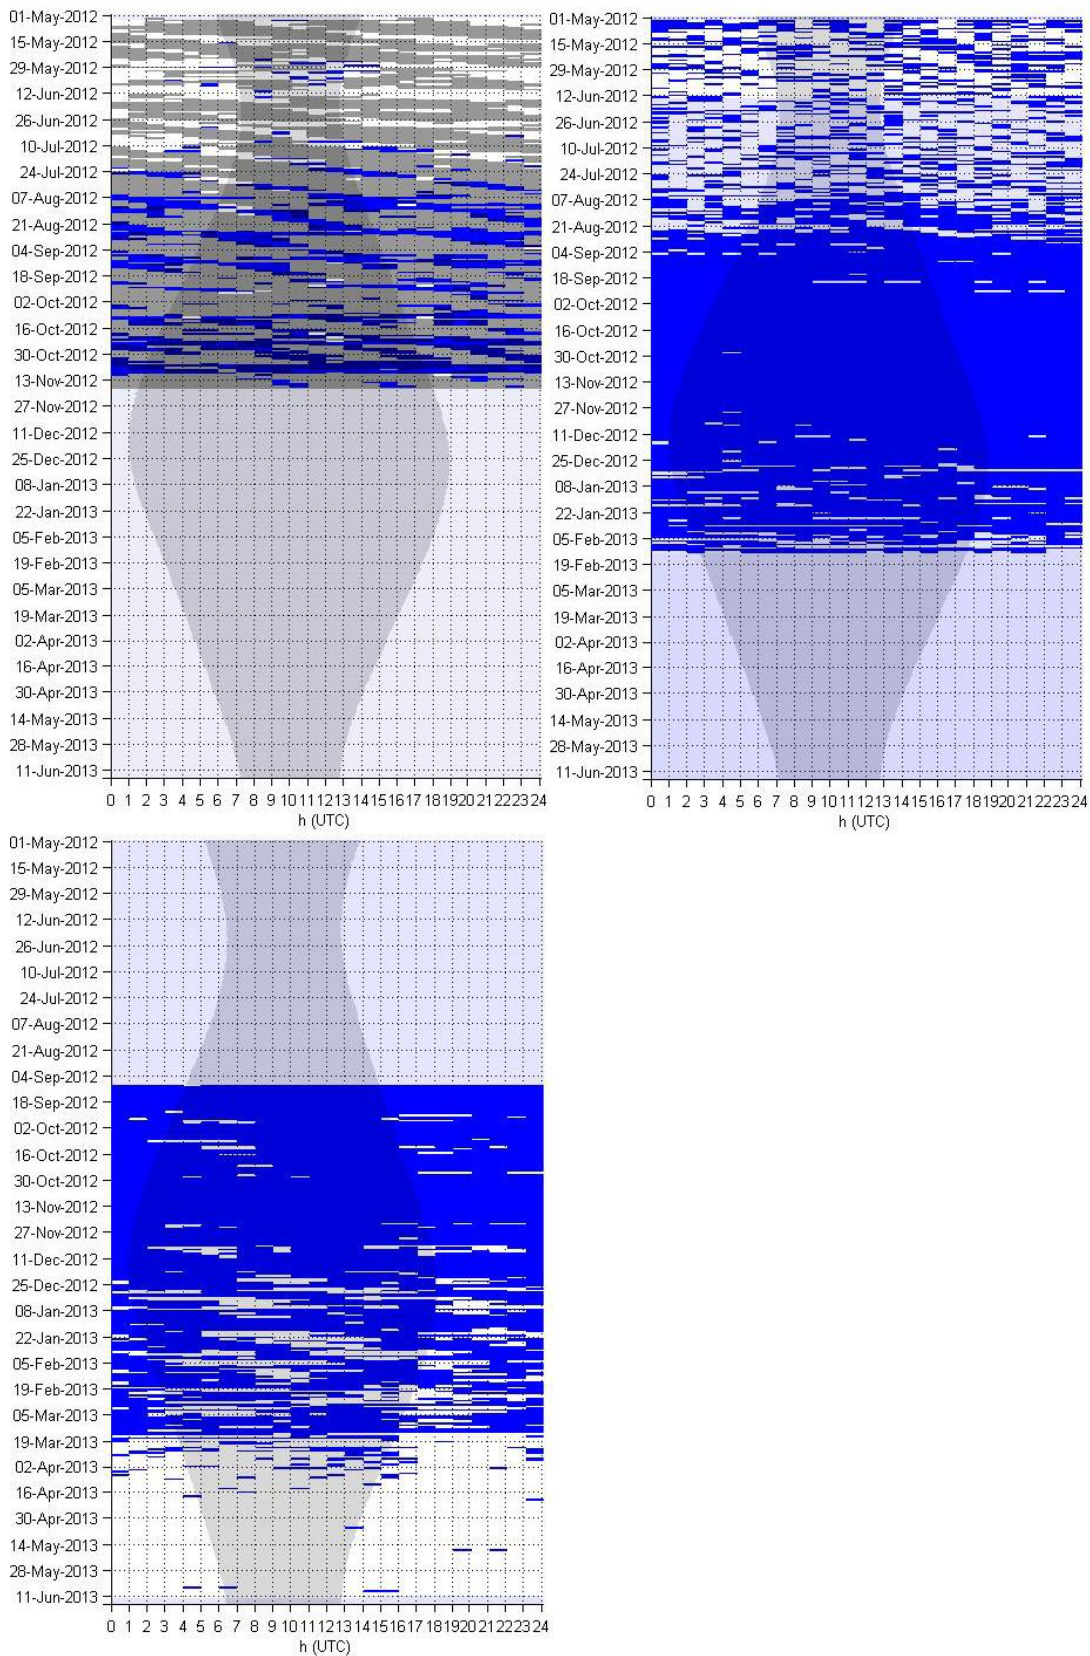 01-May-2012
15-May-2012
29-May-2012
12-Jun-2012
26-Jun-2012
10-Jul-2012
24-Jul-2012
07-Aug-2012
21-Aug-2012
04-Sep-2012
18-Sep-2012
02-Oct-2012
16-Oct-2012
30-Oct-2012
13-Nov-2012
27-Nov-2012
11-Dec-2012
25-Dec-2012
08-Jan-2013
22-Jan-2013
05-Feb-2013
19-Feb-2013
05-Mar-2013
19-Mar-2013
02-Apr-2013
16-Apr-2013
30-Apr-2013
14-May-2013
28-May-2013
11-Jun-2013
0 1 2 3 4 5 6 7 8 9 10 11 12 13 14 15 16 17 18 19 20 21 22 23 24
h (UTC)
01-May-2012
15-May-2012
29-May-2012
12-Jun-2012
26-Jun-2012
10-Jul-2012
24-Jul-2012
07-Aug-2012
21-Aug-2012
04-Sep-2012
18-Sep-2012
02-Oct-2012
16-Oct-2012
30-Oct-2012
13-Nov-2012
27-Nov-2012
11-Dec-2012
25-Dec-2012
08-Jan-2013
22-Jan-2013
05-Feb-2013
19-Feb-2013
05-Mar-2013
19-Mar-2013
02-Apr-2013
16-Apr-2013
30-Apr-2013
14-May-2013
28-May-2013
11-Jun-2013
0 1 2 3 4 5 6 7 8 9 10 11 12 13 14 15 16 17 18 19 20 21 22 23 24
h (UTC)
01-May-2012
15-May-2012
29-May-2012
12-Jun-2012
26-Jun-2012
10-Jul-2012
24-Jul-2012
07-Aug-2012
21-Aug-2012
04-Sep-2012
18-Sep-2012
02-Oct-2012
16-Oct-2012
30-Oct-2012
13-Nov-2012
27-Nov-2012
11-Dec-2012
25-Dec-2012
08-Jan-2013
22-Jan-2013
05-Feb-2013
19-Feb-2013
05-Mar-2013
19-Mar-2013
02-Apr-2013
16-Apr-2013
30-Apr-2013
14-May-2013
28-May-2013
11-Jun-2013
0 1 2 3 4 5 6 7 8 9 10 11 12 13 14 15 16 17 18 19 20 21 22 23 24
h (UTC)